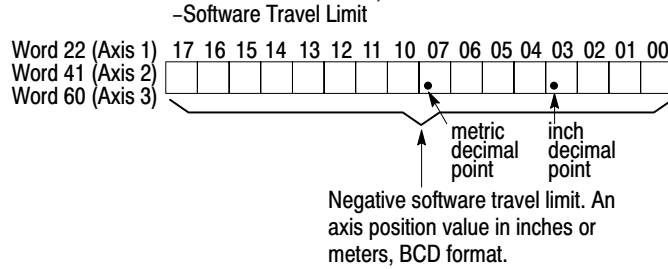 –Software Travel Limit
Word 22 (Axis 1) 17 16 15 14 13 12 11 10 07 06 05 04 03 02 01 00
Word 41 (Axis 2)
Word 60 (Axis 3)
metric decimal point
inch decimal point
Negative software travel limit. An
axis position value in inches or
meters, BCD format.